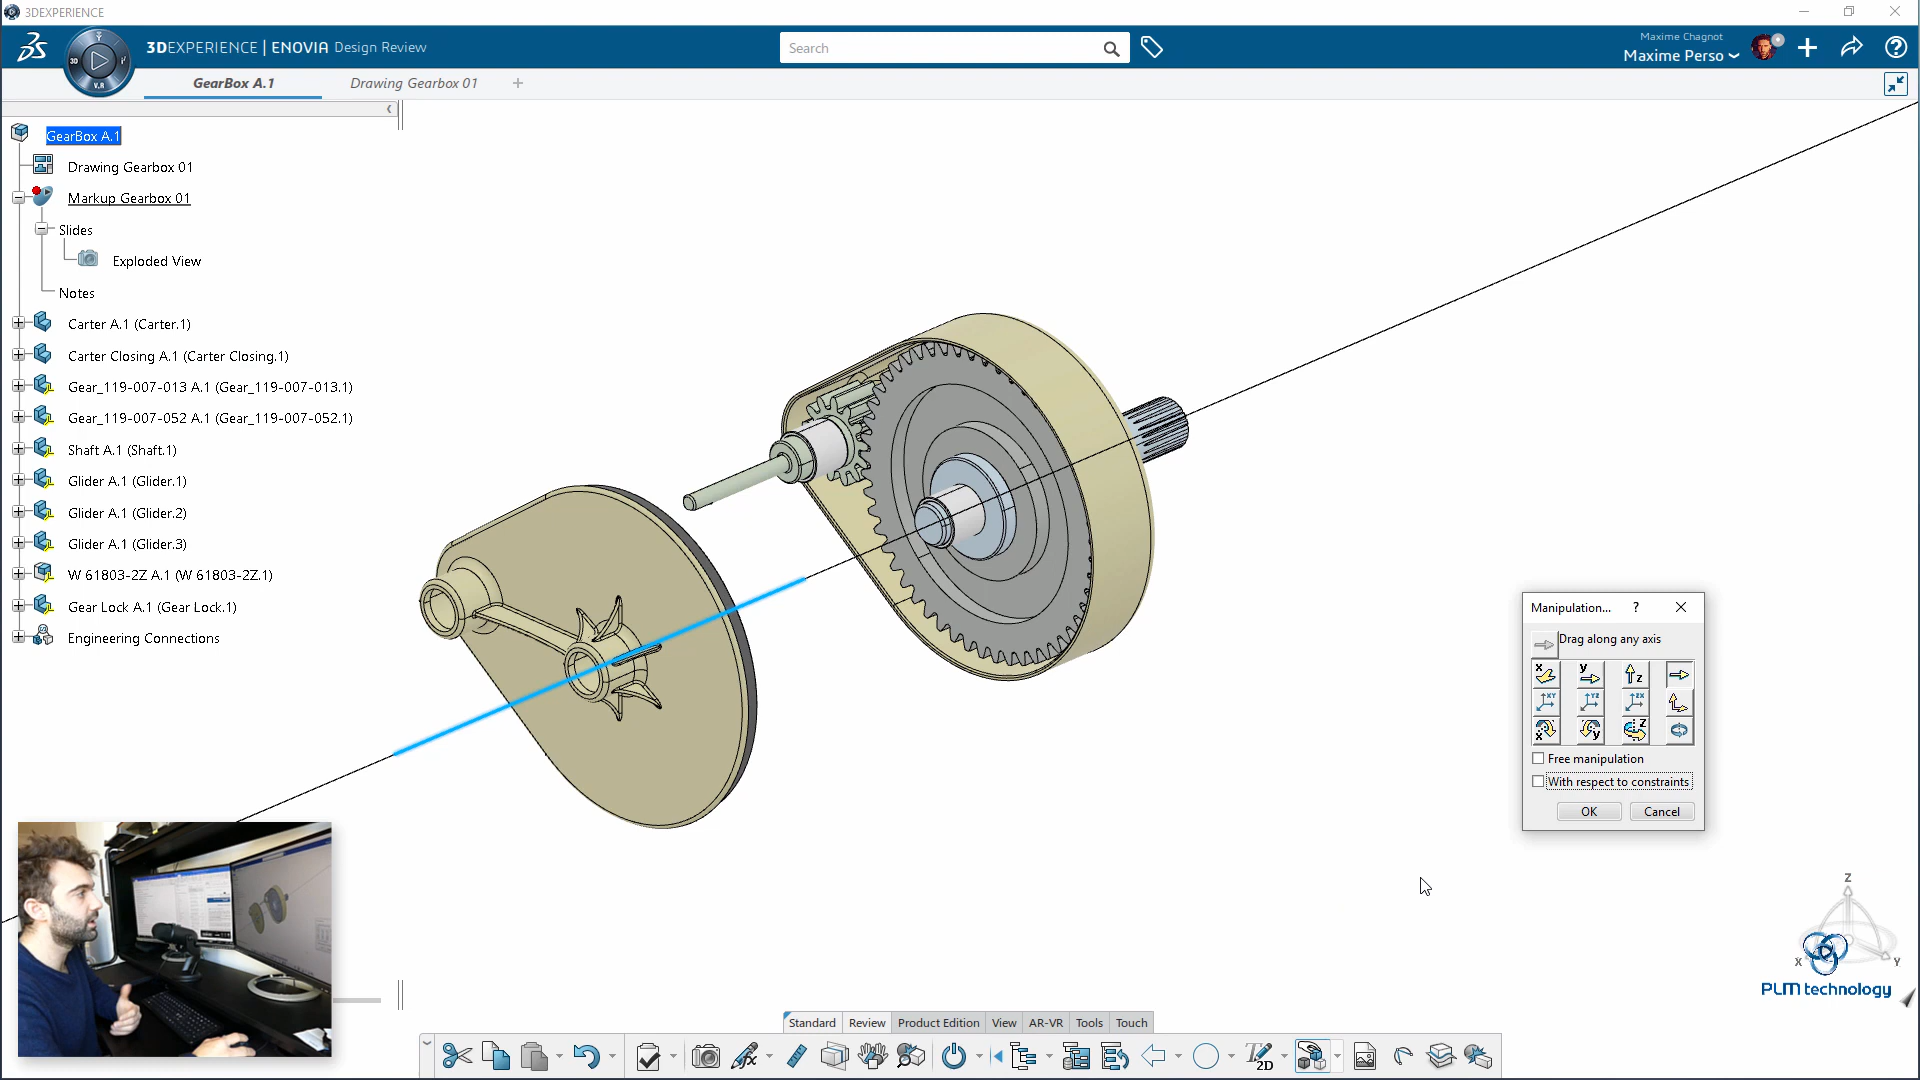 3DEXPERIENCE
3DEXPERIENCE | ENOVIA Design Review
Search
Maxime Chagnot
Maxime Perso
3D
V.R
GearBox A.1
Drawing Gearbox 01
GearBox A.1
Drawing Gearbox 01
Markup Gearbox 01
Slides
Exploded View
Notes
Carter A.1 (Carter.1)
Carter Closing A.1 (Carter Closing.1)
Gear_119-007-013 A.1 (Gear_119-007-013.1)
Gear_119-007-052 A.1 (Gear_119-007-052.1)
Shaft A.1 (Shaft.1)
Glider A.1 (Glider.1)
Glider A.1 (Glider.2)
Glider A.1 (Glider.3)
W 61803-2Z A.1 (W 61803-2Z.1)
Gear Lock A.1 (Gear Lock.1)
Engineering Connections
Manipulation... ?
Drag along any axis
x y z
XY YZ ZX
x y z
Free manipulation
With respect to constraints
OK Cancel
Z
X Y
PLM technology
Standard Review Product Edition View AR-VR Tools Touch
2D